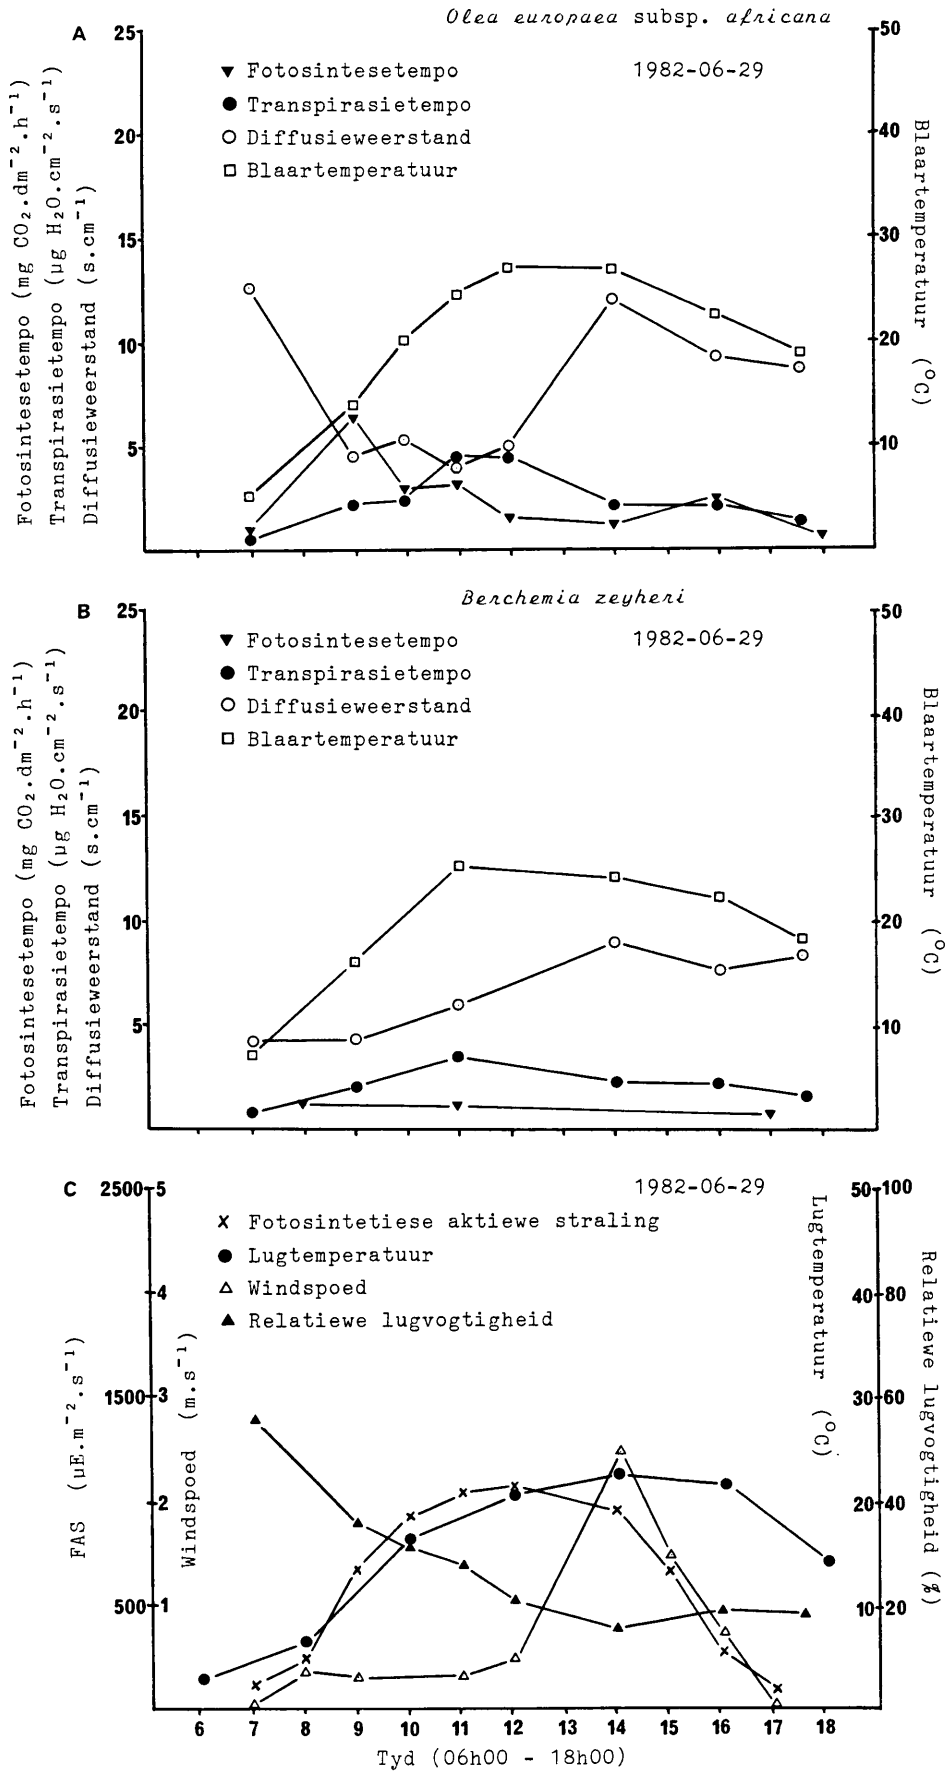 Olea europaea subsp. africana
A
25
20
15
10
5
50
40
30
20
10
▼ Fotosintesetempo
1982-06-29
● Transpirasietempo
○ Diffusieweerstand
□ Blaartemperatuur
Fotosintesetempo (mg CO₂.dm⁻².h⁻¹)
Transpirasietempo (µg H₂O.cm⁻².s⁻¹)
Diffusieweerstand (s.cm⁻¹)
Blaartemperatuur (°C)
Berchemia zeyheri
B
25
20
15
10
5
50
40
30
20
10
▼ Fotosintesetempo
1982-06-29
● Transpirasietempo
○ Diffusieweerstand
□ Blaartemperatuur
Fotosintesetempo (mg CO₂.dm⁻².h⁻¹)
Transpirasietempo (µg H₂O.cm⁻².s⁻¹)
Diffusieweerstand (s.cm⁻¹)
Blaartemperatuur (°C)
C
2500 5
4
1500 3
2
500 1
50 100
40 80
30 60
20 40
10 20
1982-06-29
x Fotosintetiese aktiewe straling
● Lugtemperatuur
△ Windspoed
▲ Relatiewe lugvogtigheid
FAS (µE.m⁻².s⁻¹)
Windspoed (m.s⁻¹)
Lugtemperatuur (°C)
Relatiewe lugvogtigheid (%)
6 7 8 9 10 11 12 13 14 15 16 17 18
Tyd (06h00 - 18h00)